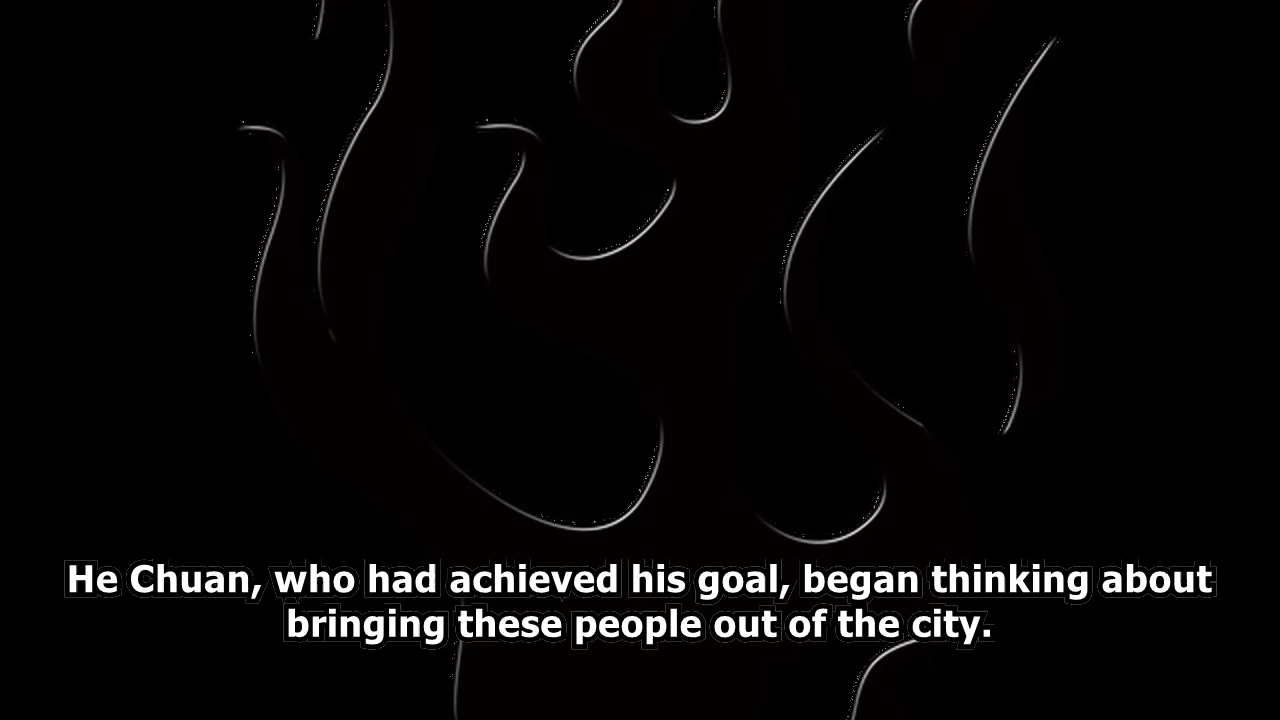 He Chuan, who had achieved his goal, began thinking about
bringing these people out of the city.